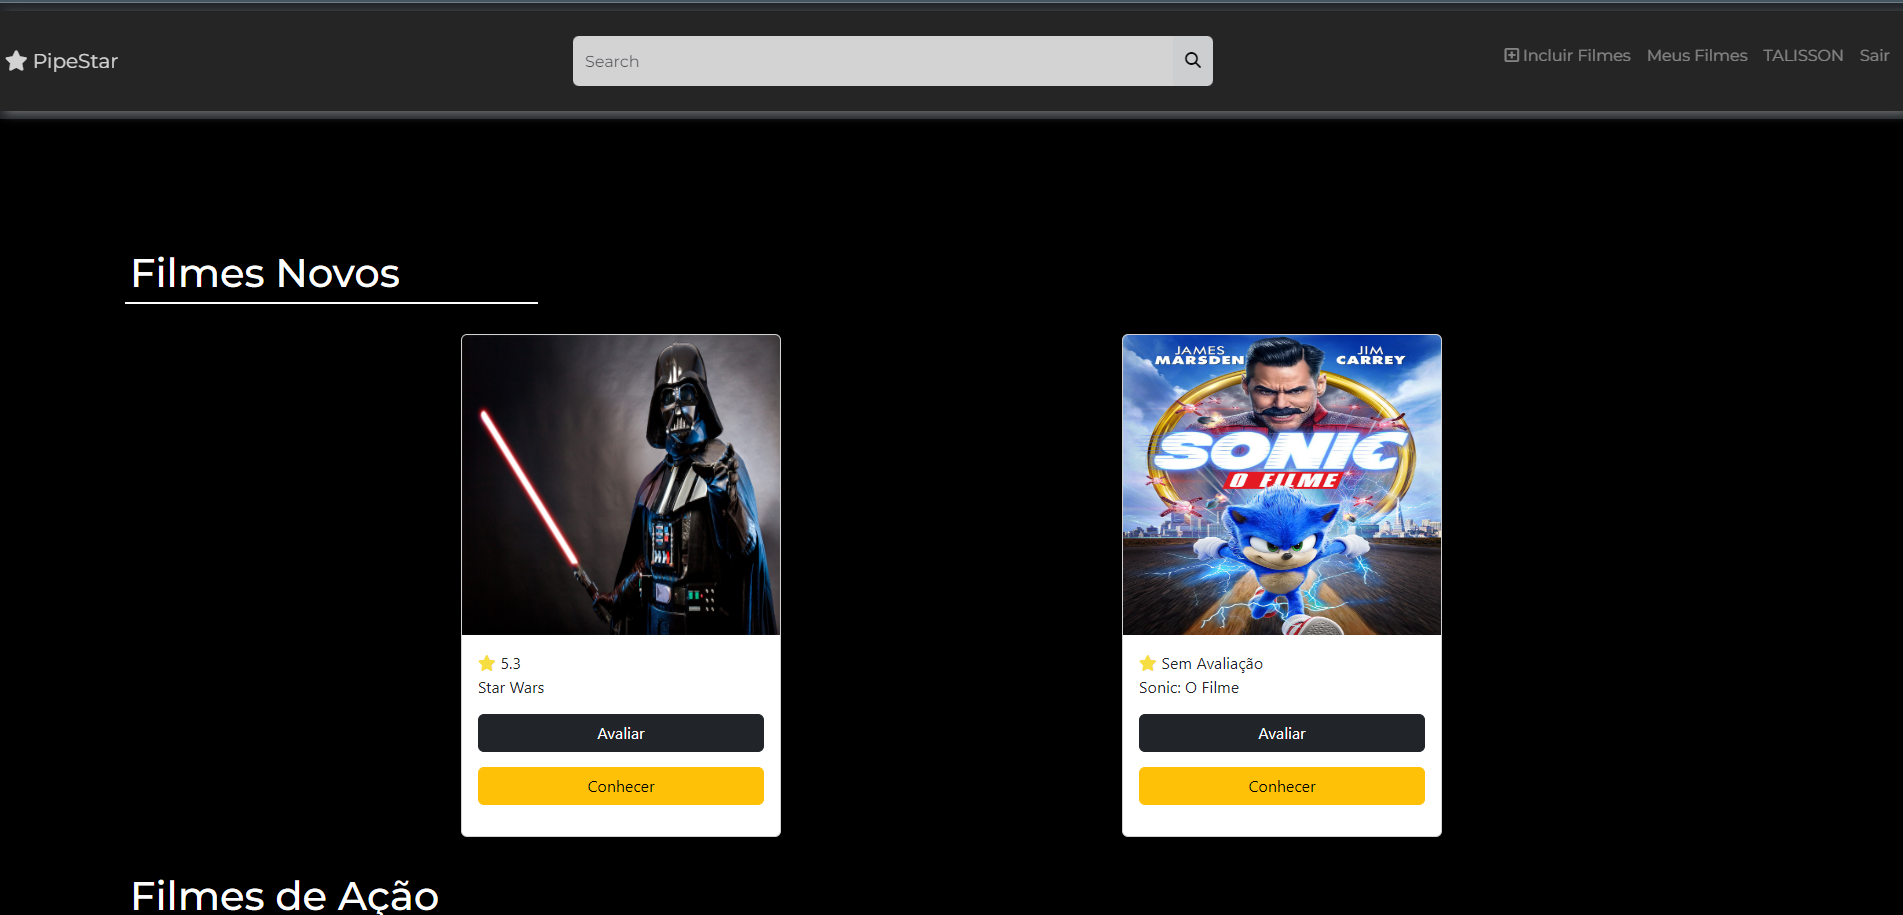 PipeStar
Search
Incluir Filmes
Meus Filmes
TALISSON
Sair
Filmes Novos
JAMES
MARSDEN
JIM
CARREY
SONIC
O FILME
5.3
Star Wars
Avaliar
Conhecer
Sem Avaliação
Sonic: O Filme
Avaliar
Conhecer
Filmes de Ação